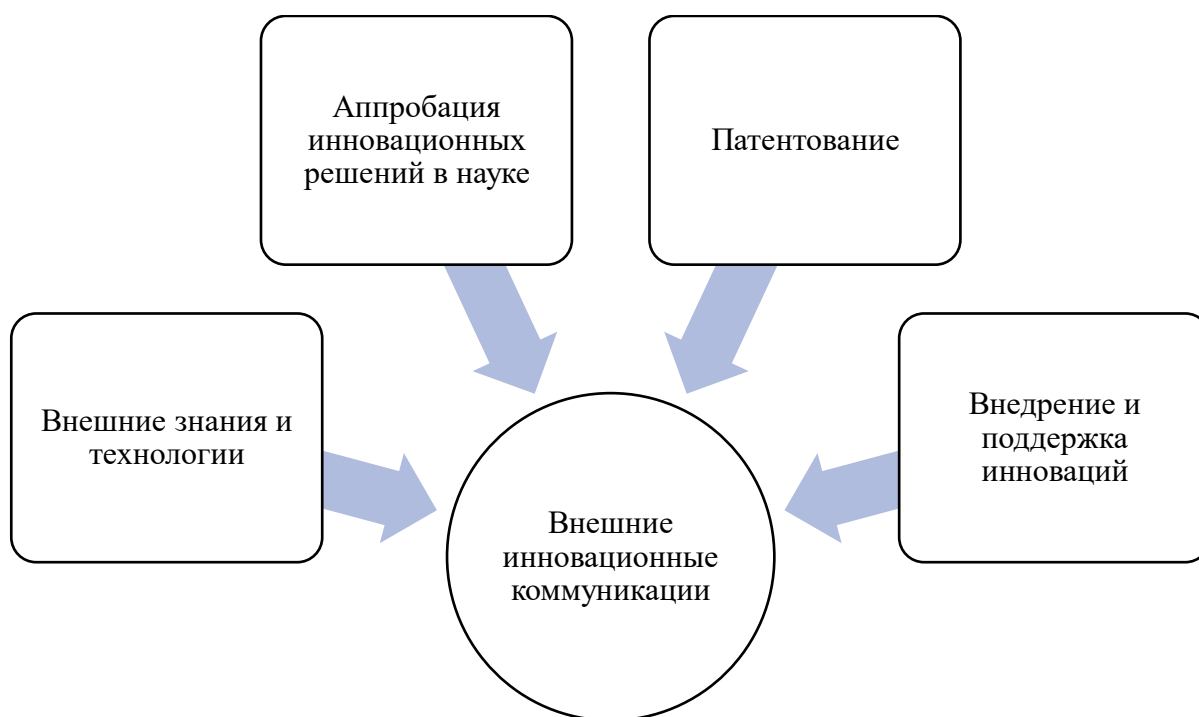 Аппробация
инновационных
решений в науке
Патентование
Внешние знания и
технологии
Внедрение и
поддержка
инноваций
Внешние
инновационные
коммуникации